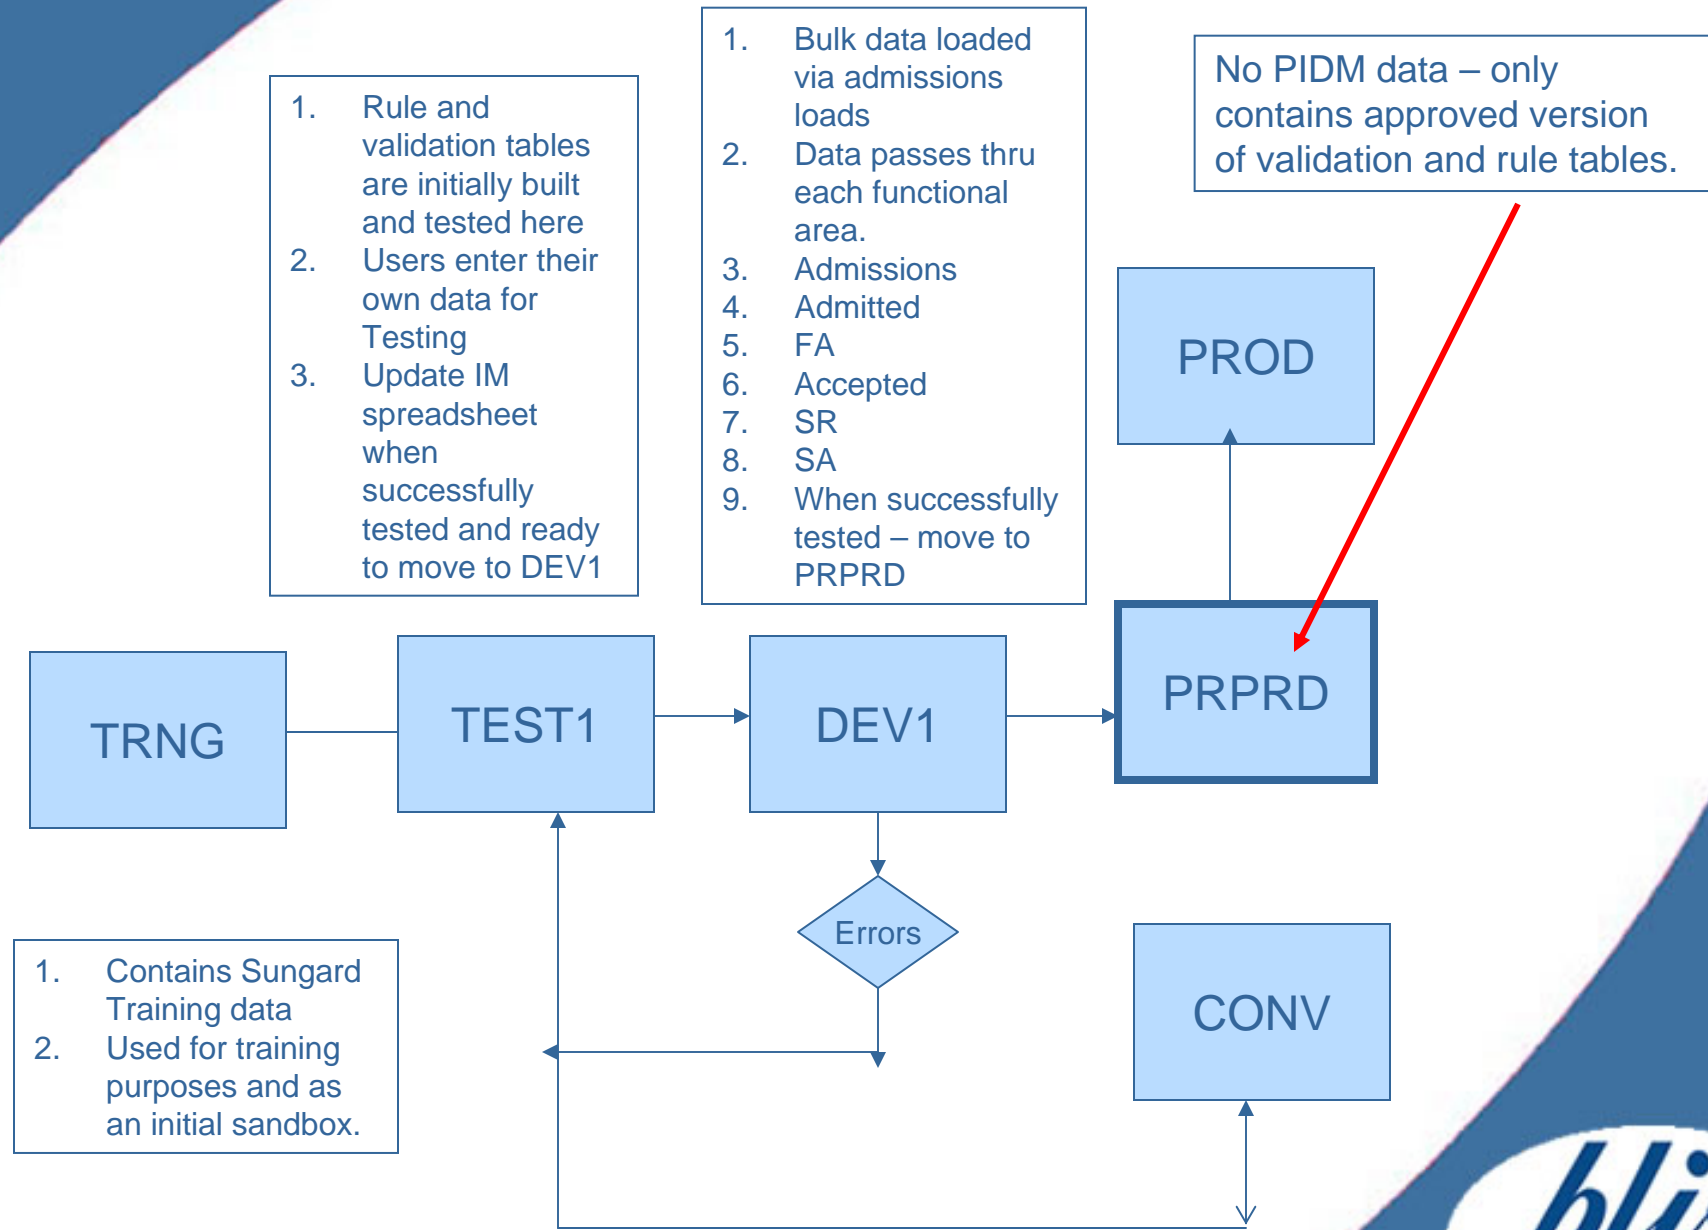 1. Rule and
validation tables
are initially built
and tested here
2. Users enter their
own data for
Testing
3. Update IM
spreadsheet
when
successfully
tested and ready
to move to DEV1
1. Bulk data loaded
via admissions
loads
2. Data passes thru
each functional
area.
3. Admissions
4. Admitted
5. FA
6. Accepted
7. SR
8. SA
9. When successfully
tested – move to
PRPRD
No PIDM data – only
contains approved version
of validation and rule tables.
PROD
TRNG
TEST1
DEV1
PRPRD
Errors
1. Contains Sungard
Training data
2. Used for training
purposes and as
an initial sandbox.
CONV